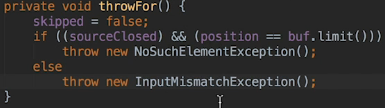 private void throwFor() {
    skipped = false;
    if ((sourceClosed) && (position == buf.limit()))
        throw new NoSuchElementException();
    else
        throw new InputMismatchException();
}